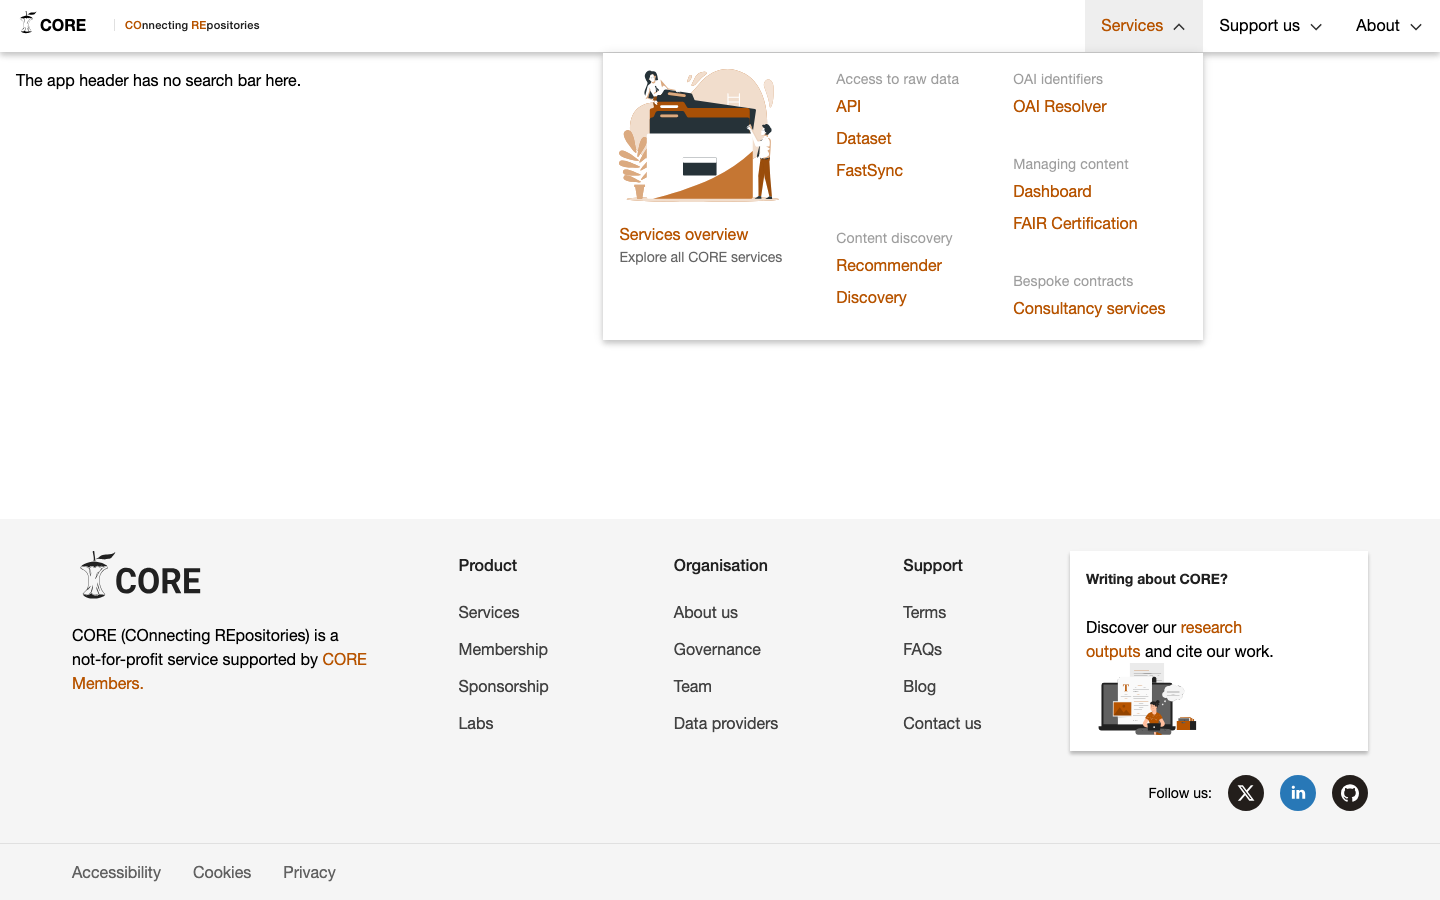 CORE
COnnecting REpositories
Services
Support us
About
The app header has no search bar here.
Services overview
Explore all CORE services
Access to raw data
API
Dataset
FastSync
Content discovery
Recommender
Discovery
OAI identifiers
OAI Resolver
Managing content
Dashboard
FAIR Certification
Bespoke contracts
Consultancy services
CORE
CORE (COnnecting REpositories) is a
not-for-profit service supported by CORE
Members.
Product
Services
Membership
Sponsorship
Labs
Organisation
About us
Governance
Team
Data providers
Support
Terms
FAQs
Blog
Contact us
Writing about CORE?
Discover our research
outputs and cite our work.
T
Follow us:
in
Accessibility
Cookies
Privacy